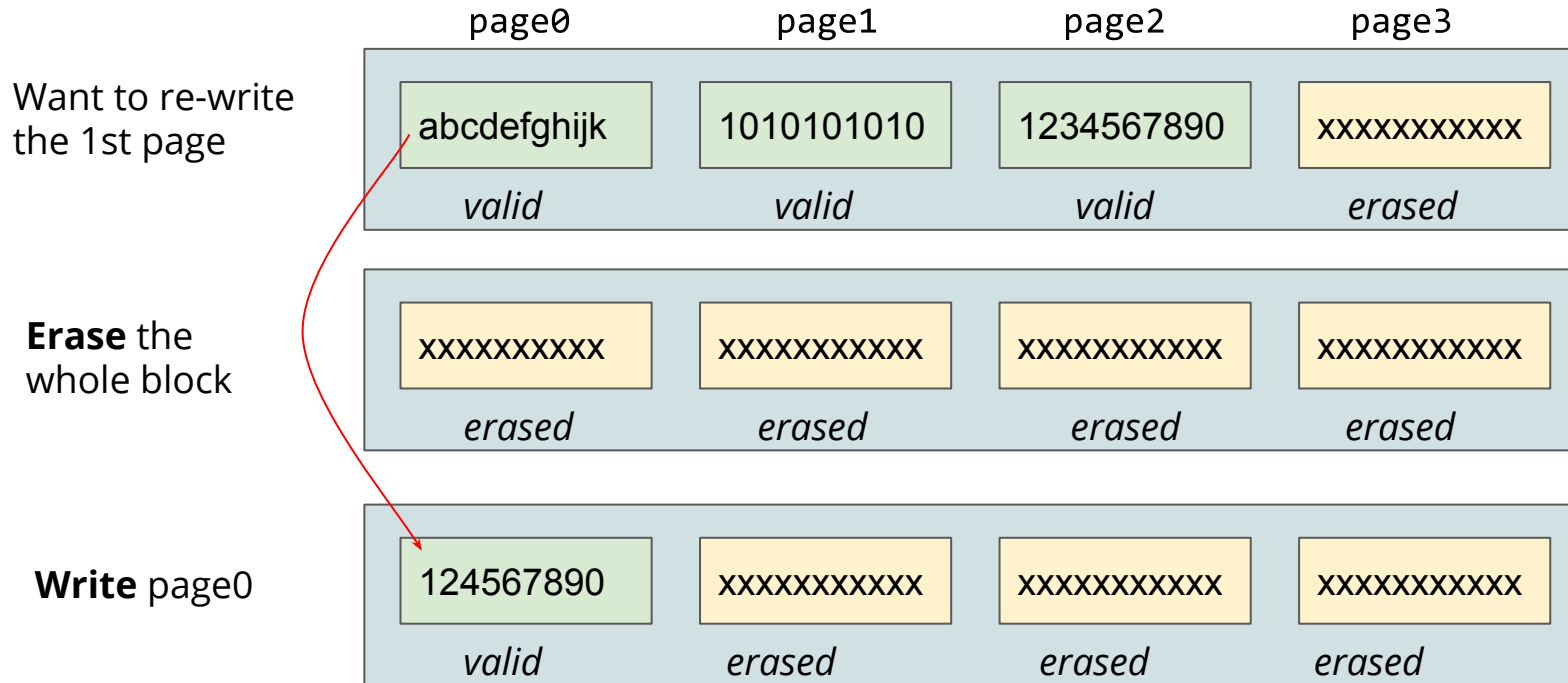 page0 page1 page2 page3
Want to re-write
the 1st page
abcdefghijk 1010101010 1234567890 xxxxxxxxxxx
valid valid valid erased
Erase the
whole block
xxxxxxxxxx xxxxxxxxxxx xxxxxxxxxxx xxxxxxxxxxx
erased erased erased erased
Write page0
124567890 xxxxxxxxxxx xxxxxxxxxxx xxxxxxxxxxx
valid erased erased erased